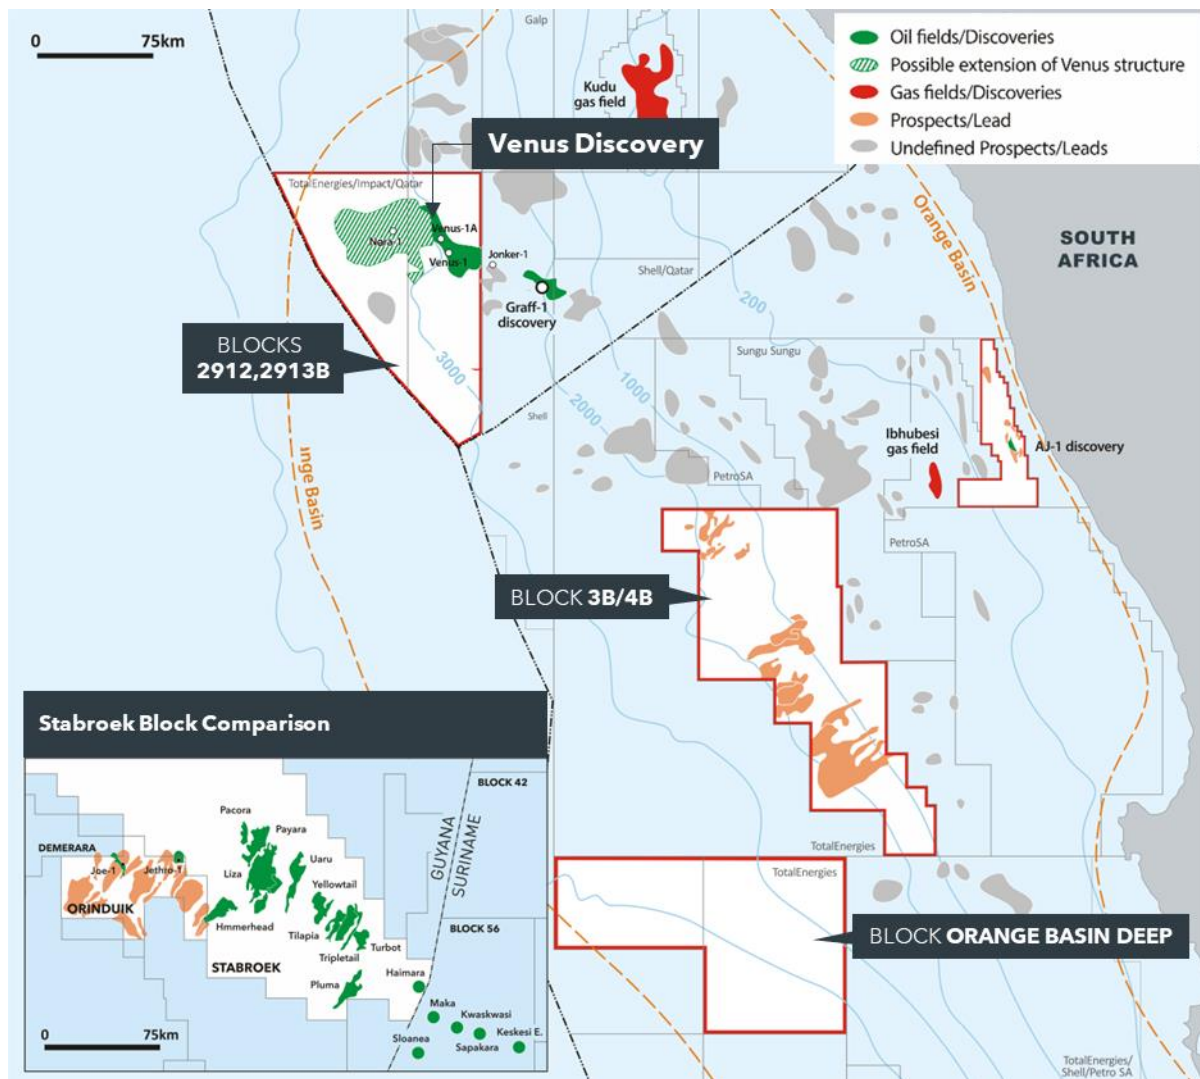 0 75km
Galp
Oil fields/Discoveries
Possible extension of Venus structure
Gas fields/Discoveries
Prospects/Lead
Undefined Prospects/Leads
Kudu
gas field
Venus Discovery
TotalEnergies/Impact/Qatar
Nara-1
Venus-1A
Venus-1
Jonker-1
Graff-1
discovery
Shell/Qatar
Orange Basin
SOUTH
AFRICA
200
BLOCKS
2912,2913B
3000
2000
1000
Sungu Sungu
Shell
Ibhubesi
gas field
AJ-1 discovery
PetroSA
PetroSA
nge Basin
BLOCK 3B/4B
TotalEnergies
TotalEnergies
BLOCK ORANGE BASIN DEEP
TotalEnergies/
Shell/Petro SA
Stabroek Block Comparison
BLOCK 42
Pacora
Payara
GUYANA
SURINAME
DEMERARA
Joe-1
Jethro-1
Liza
Uaru
Yellowtail
ORINDUIK
Hmmerhead
Tilapia
Turbot
BLOCK 56
Tripletail
STABROEK
Haimara
Pluma
Maka
Kwaskwasi
Sloanea
Sapakara
Keskesi E.
0 75km